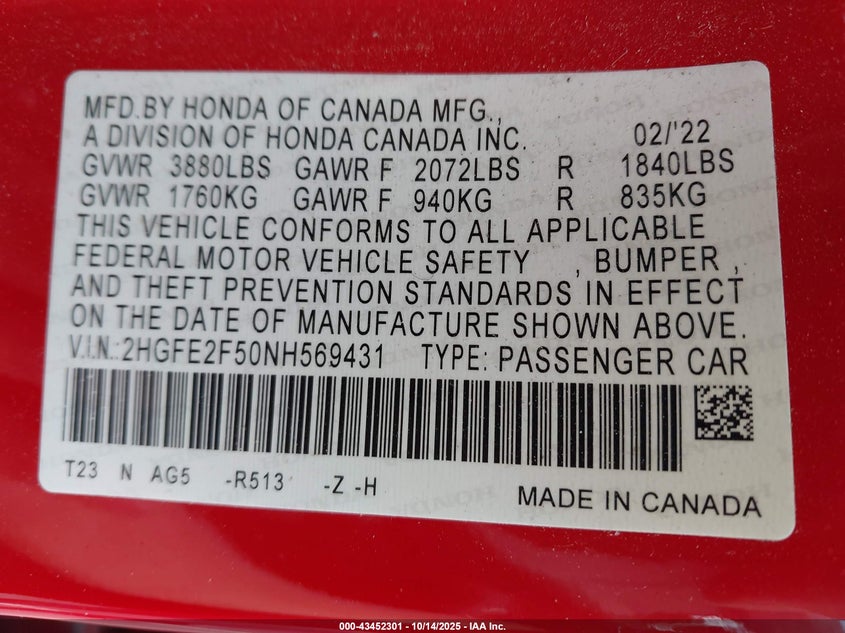 MFD.BY HONDA OF CANADA MFG.,
A DIVISION OF HONDA CANADA INC. 02/'22
GVWR 3880LBS GAWR F 2072LBS R 1840LBS
GVWR 1760KG GAWR F 940KG R 835KG
THIS VEHICLE CONFORMS TO ALL APPLICABLE
FEDERAL MOTOR VEHICLE SAFETY , BUMPER ,
AND THEFT PREVENTION STANDARDS IN EFFECT
ON THE DATE OF MANUFACTURE SHOWN ABOVE.
V.I.N.:2HGFE2F50NH569431 TYPE: PASSENGER CAR
T23 N AG5 -R513 -Z -H
MADE IN CANADA
000-43452301 - 10/14/2025 - IAA Inc.